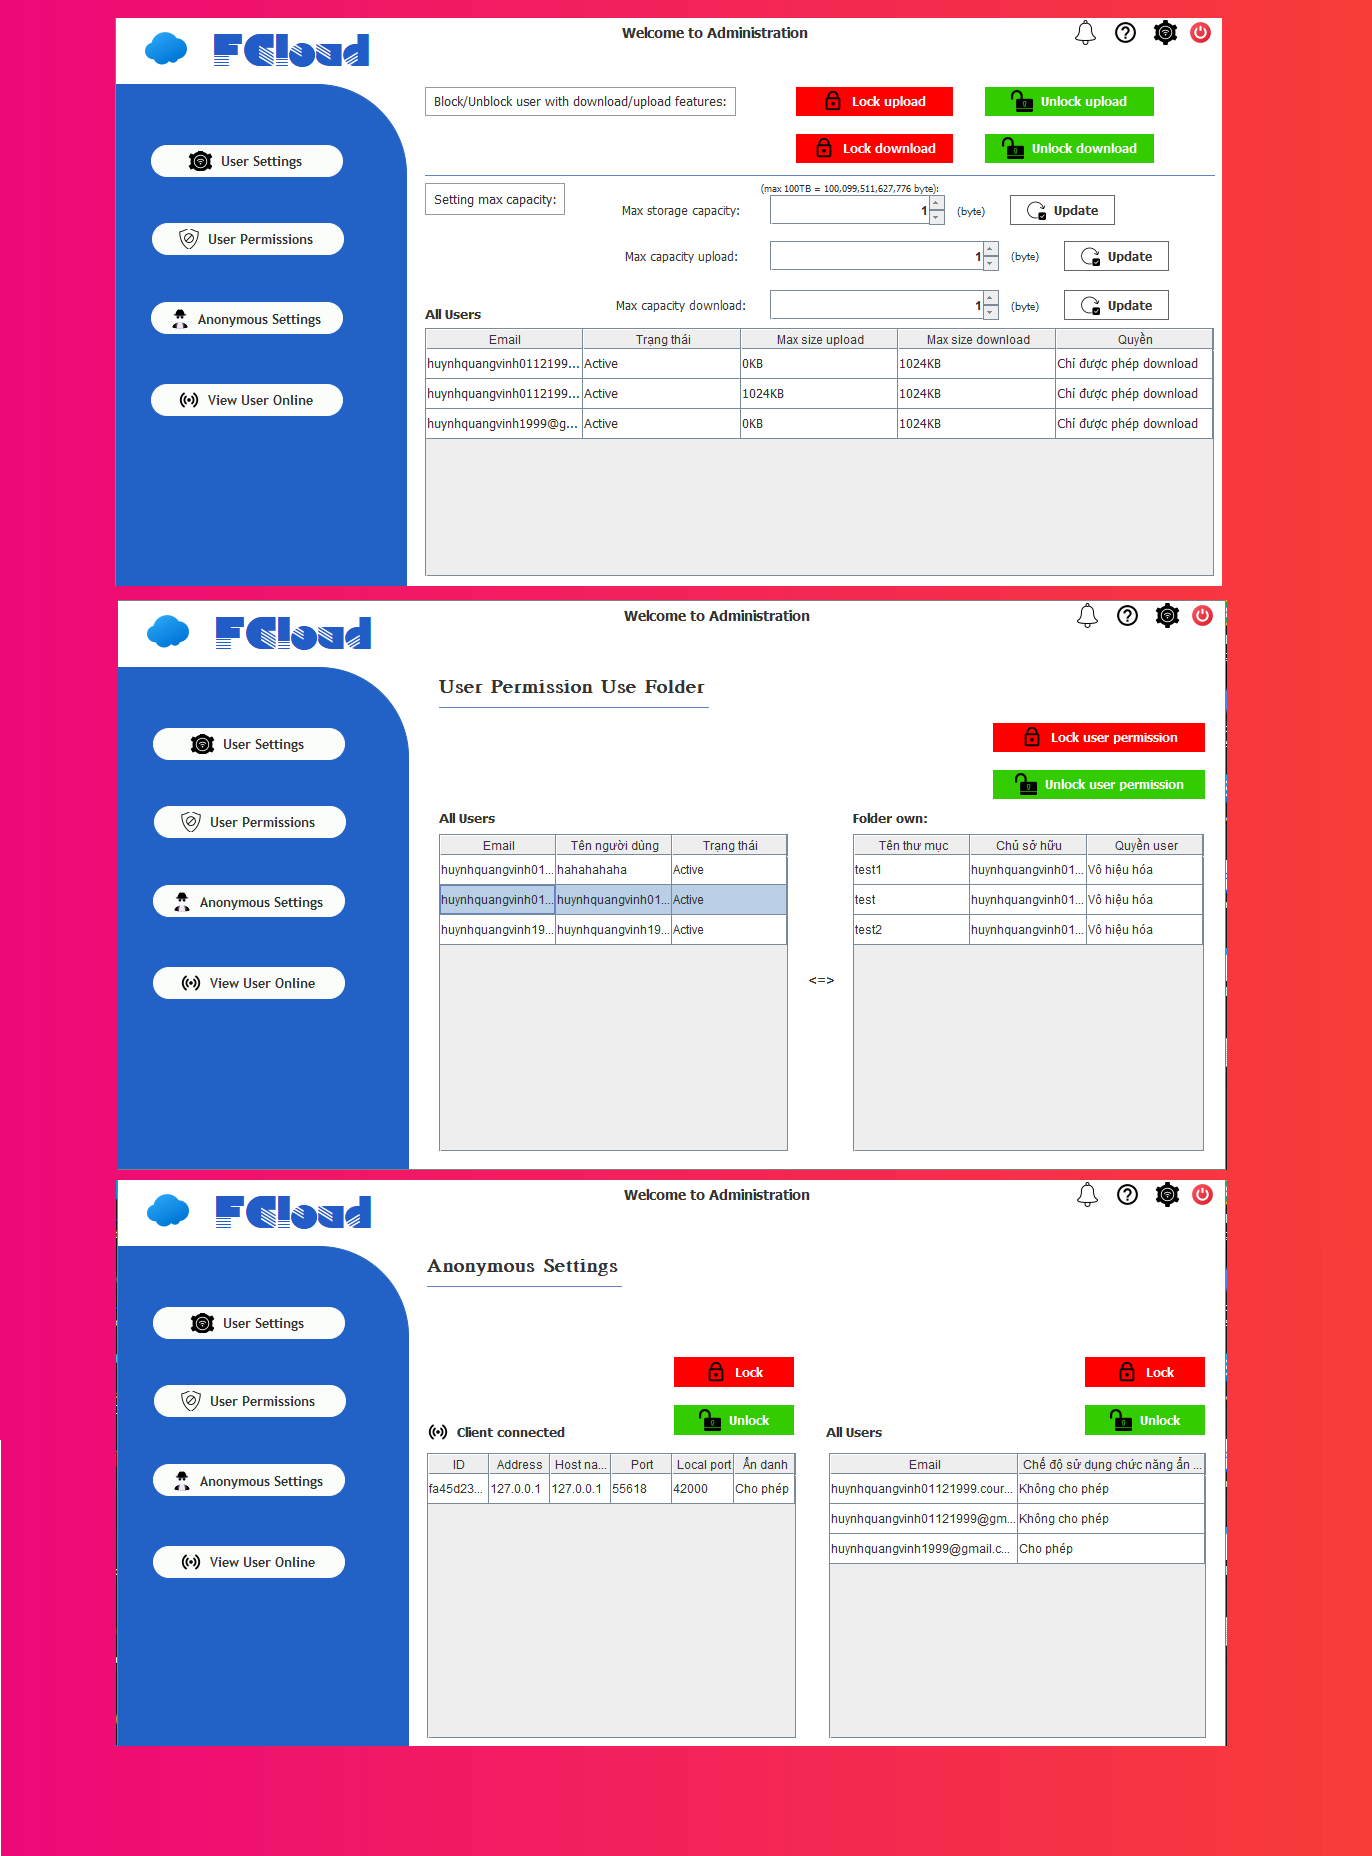 FCloud
Welcome to Administration
User Settings
User Permissions
Anonymous Settings
View User Online
Block/Unblock user with download/upload features:
Lock upload
Unlock upload
Lock download
Unlock download
Setting max capacity:
(max 100TB = 100,099,511,627,776 byte):
Max storage capacity: 1 (byte) Update
Max capacity upload: 1 (byte) Update
Max capacity download: 1 (byte) Update
All Users
Email Trạng thái Max size upload Max size download Quyền
huynhquangvinh0112199... Active 0KB 1024KB Chỉ được phép download
huynhquangvinh0112199... Active 1024KB 1024KB Chỉ được phép download
huynhquangvinh1999@g... Active 0KB 1024KB Chỉ được phép download
FCloud
Welcome to Administration
User Settings
User Permissions
Anonymous Settings
View User Online
User Permission Use Folder
Lock user permission
Unlock user permission
All Users
Email Tên người dùng Trạng thái
huynhquangvinh01... hahahahaha Active
huynhquangvinh01... huynhquangvinh01... Active
huynhquangvinh19... huynhquangvinh19... Active
<=>
Folder own:
Tên thư mục Chủ sở hữu Quyền user
test1 huynhquangvinh01... Vô hiệu hóa
test huynhquangvinh01... Vô hiệu hóa
test2 huynhquangvinh01... Vô hiệu hóa
FCloud
Welcome to Administration
User Settings
User Permissions
Anonymous Settings
View User Online
Anonymous Settings
Lock
Unlock
Client connected
ID Address Host na... Port Local port Ẩn danh
fa45d23... 127.0.0.1 127.0.0.1 55618 42000 Cho phép
Lock
Unlock
All Users
Email Chế độ sử dụng chức năng ẩn ...
huynhquangvinh01121999.cour... Không cho phép
huynhquangvinh01121999@gm... Không cho phép
huynhquangvinh1999@gmail.c... Cho phép